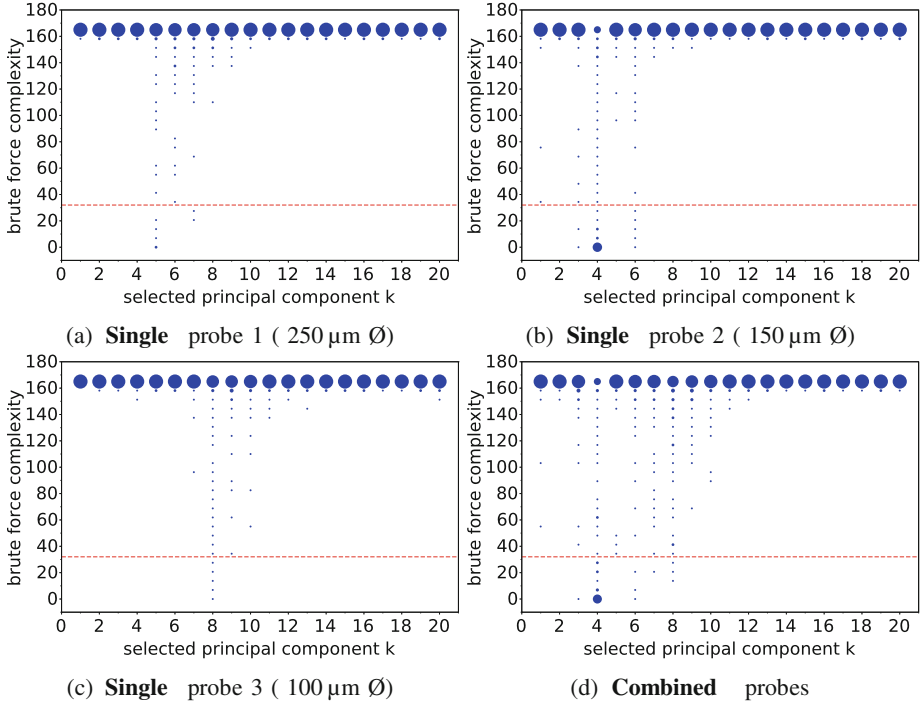 180
160
140
120
100
80
60
40
20
0
brute force complexity
0 2 4 6 8 10 12 14 16 18 20
selected principal component k
(a) Single probe 1 ( 250 µm Ø)
180
160
140
120
100
80
60
40
20
0
brute force complexity
0 2 4 6 8 10 12 14 16 18 20
selected principal component k
(b) Single probe 2 ( 150 µm Ø)
180
160
140
120
100
80
60
40
20
0
brute force complexity
0 2 4 6 8 10 12 14 16 18 20
selected principal component k
(c) Single probe 3 ( 100 µm Ø)
180
160
140
120
100
80
60
40
20
0
brute force complexity
0 2 4 6 8 10 12 14 16 18 20
selected principal component k
(d) Combined probes